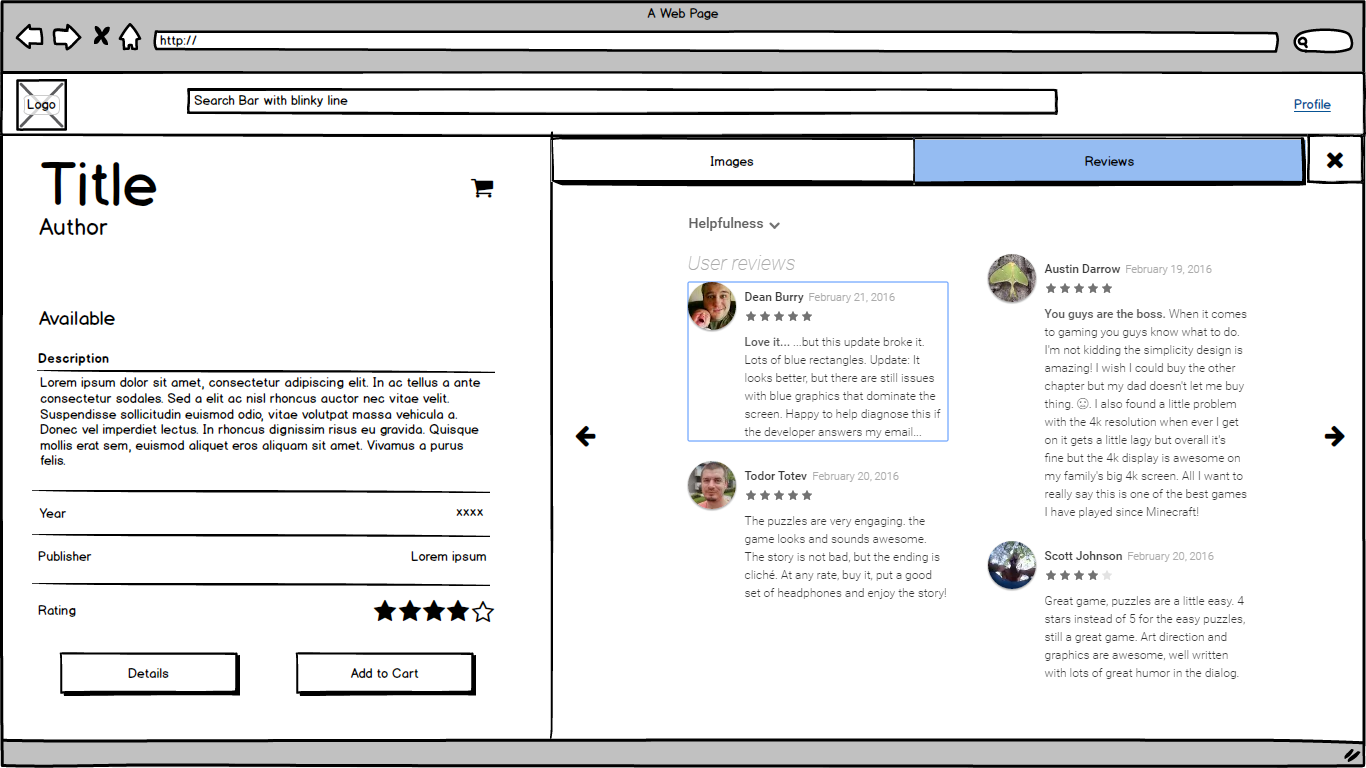 A Web Page
http://
Logo
Search Bar with blinky line
Profile
Title
Author
Available
Description
Lorem ipsum dolor sit amet, consectetur adipiscing elit. In ac tellus a ante
consectetur sodales. Sed a elit ac nisl rhoncus auctor nec vitae velit.
Suspendisse sollicitudin euismod odio, vitae volutpat massa vehicula a.
Donec vel imperdiet lectus. In rhoncus dignissim risus eu gravida. Quisque
mollis erat sem, euismod aliquet eros aliquam sit amet. Vivamus a purus
felis.
Year xxxx
Publisher Lorem ipsum
Rating
Details Add to Cart
Images Reviews
Helpfulness
User reviews
Dean Burry February 21, 2016
Love it... ...but this update broke it.
Lots of blue rectangles. Update: It
looks better, but there are still issues
with blue graphics that dominate the
screen. Happy to help diagnose this if
the developer answers my email...
Todor Totev February 20, 2016
The puzzles are very engaging. the
game looks and sounds awesome.
The story is not bad, but the ending is
cliché. At any rate, buy it, put a good
set of headphones and enjoy the story!
Austin Darrow February 19, 2016
You guys are the boss. When it comes
to gaming you guys know what to do.
I'm not kidding the simplicity design is
amazing! I wish I could buy the other
chapter but my dad doesn't let me buy
thing. 😐. I also found a little problem
with the 4k resolution when ever I get
on it gets a little lagy but overall it's
fine but the 4k display is awesome on
my family's big 4k screen. All I want to
really say this is one of the best games
I have played since Minecraft!
Scott Johnson February 20, 2016
Great game, puzzles are a little easy. 4
stars instead of 5 for the easy puzzles,
still a great game. Art direction and
graphics are awesome, well written
with lots of great humor in the dialog.